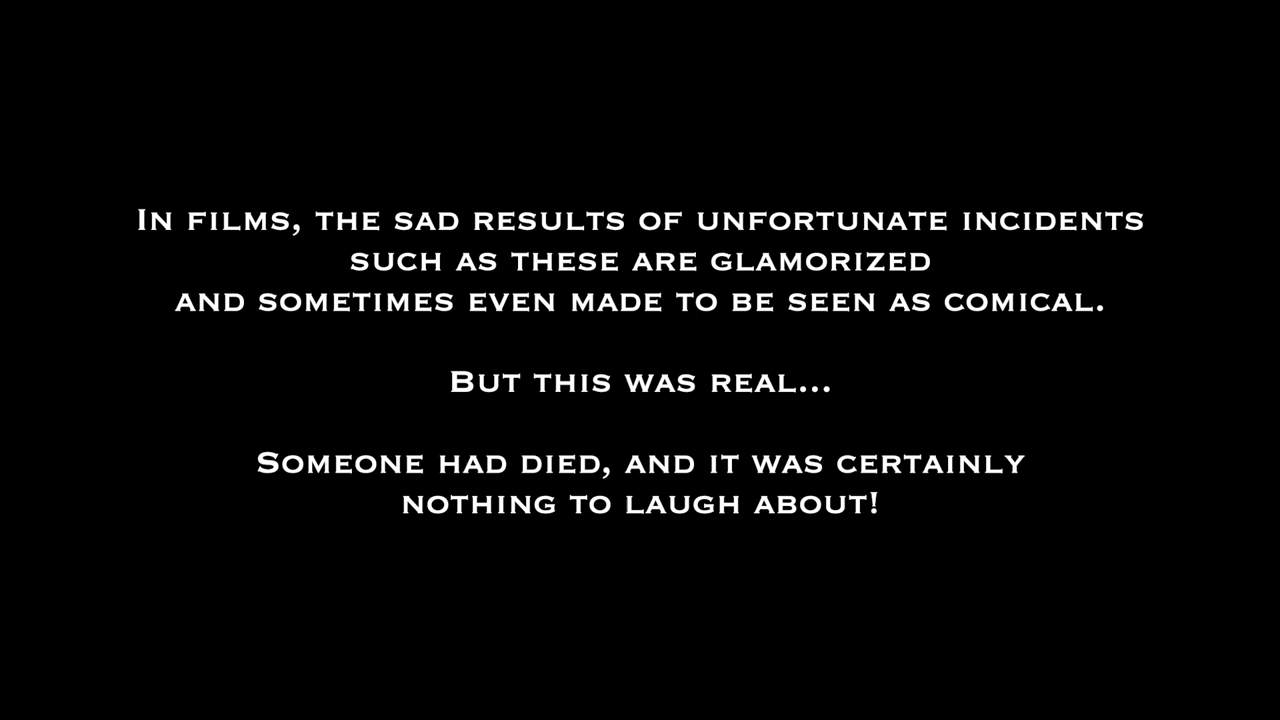 In films, the sad results of unfortunate incidents
such as these are glamorized
and sometimes even made to be seen as comical.
But this was real...
Someone had died, and it was certainly
nothing to laugh about!